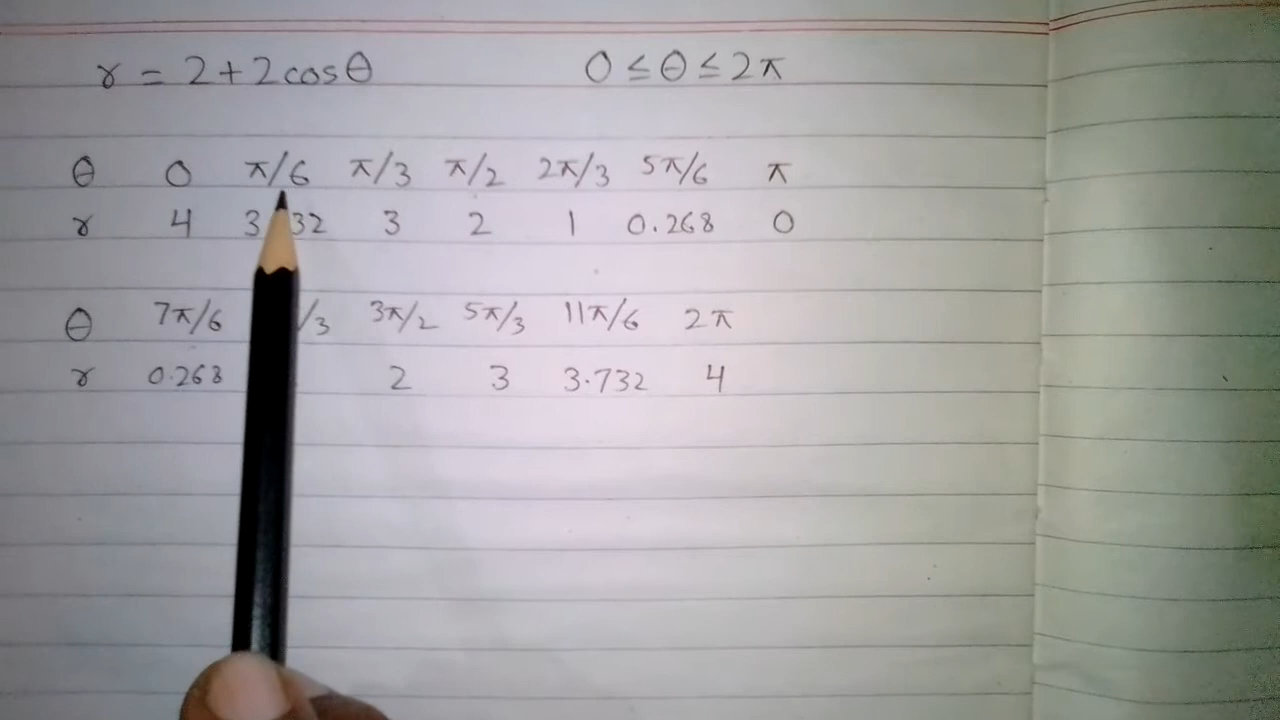 r = 2+2cosθ 0 ≤ θ ≤ 2π
θ 0 π/6 π/3 π/2 2π/3 5π/6 π
r 4 3 32 3 2 1 0.268 0
θ 7π/6 /3 3π/2 5π/3 11π/6 2π
r 0.268 2 3 3.732 4